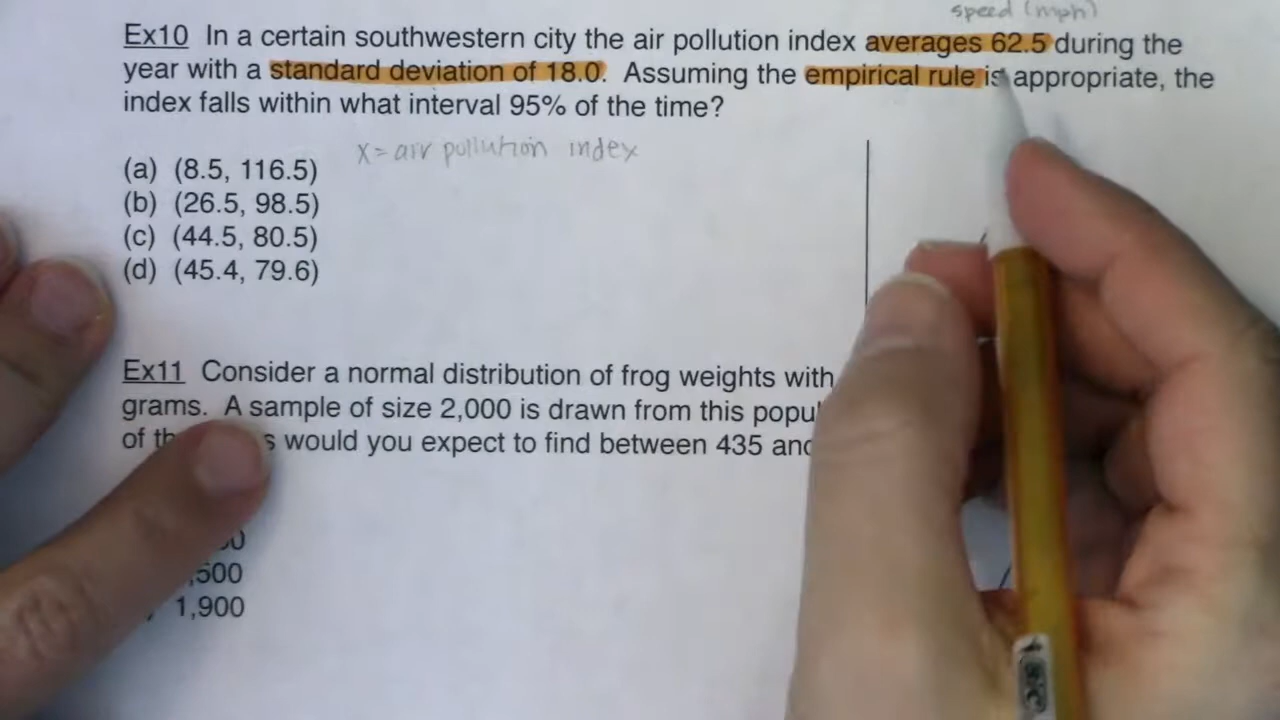 speed (mph)
Ex10 In a certain southwestern city the air pollution index averages 62.5 during the
year with a standard deviation of 18.0. Assuming the empirical rule is appropriate, the
index falls within what interval 95% of the time?
x = air pollution index
(a) (8.5, 116.5)
(b) (26.5, 98.5)
(c) (44.5, 80.5)
(d) (45.4, 79.6)
Ex11 Consider a normal distribution of frog weights with
grams. A sample of size 2,000 is drawn from this
of would you expect to find between 435
,500
1,900
BIC